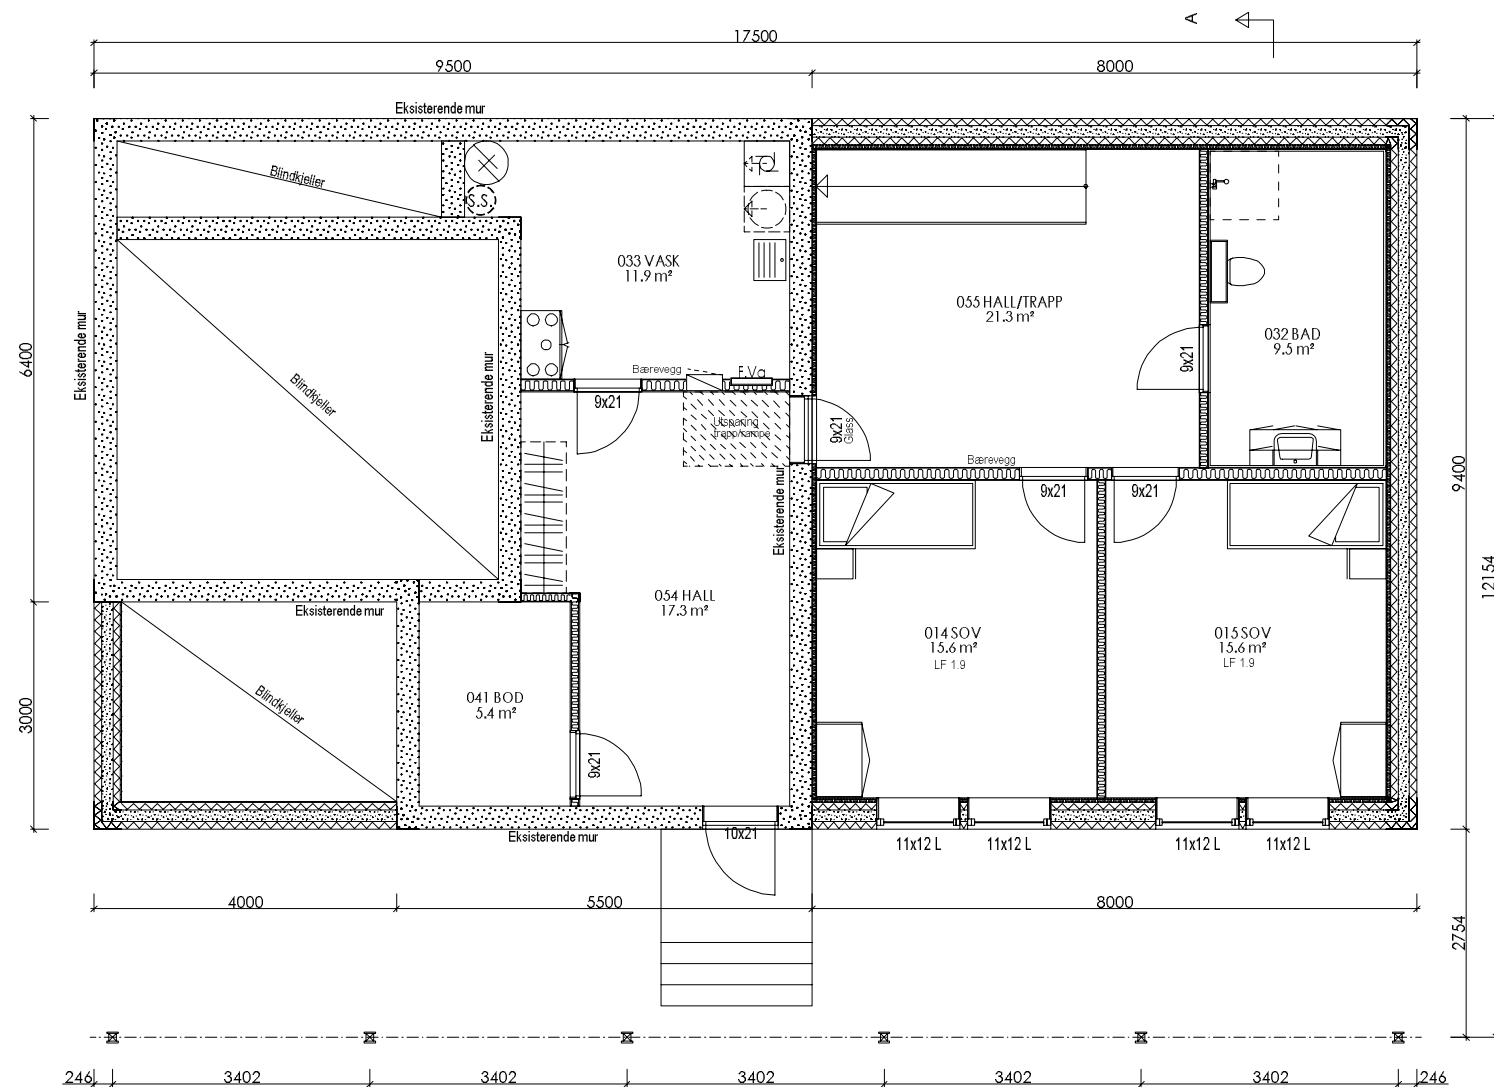 A
17500
9500
8000
Eksisterende mur
Blindkjeller
S.S.
033 VASK
11.9 m²
055 HALL/TRAPP
21.3 m²
032 BAD
9.5 m²
6400
Eksisterende mur
Eksisterende mur
Blindkjeller
Bærevegg
F.Va
9x21
9x21
9x21
Glass
Utsparing
trapp/rampe
Bærevegg
9x21
9x21
9400
Eksisterende mur
12154
054 HALL
17.3 m²
Eksisterende mur
014 SOV
15.6 m²
LF 1.9
015 SOV
15.6 m²
LF 1.9
3000
Blindkjeller
041 BOD
5.4 m²
9x21
Eksisterende mur
10x21
11x12 L
11x12 L
11x12 L
11x12 L
4000
5500
8000
2754
246
3402
3402
3402
3402
3402
246